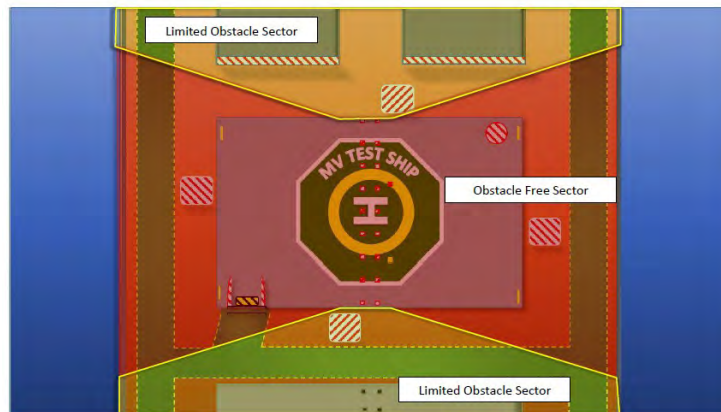 Limited Obstacle Sector
MV TEST SHIP
Obstacle Free Sector
H
Limited Obstacle Sector